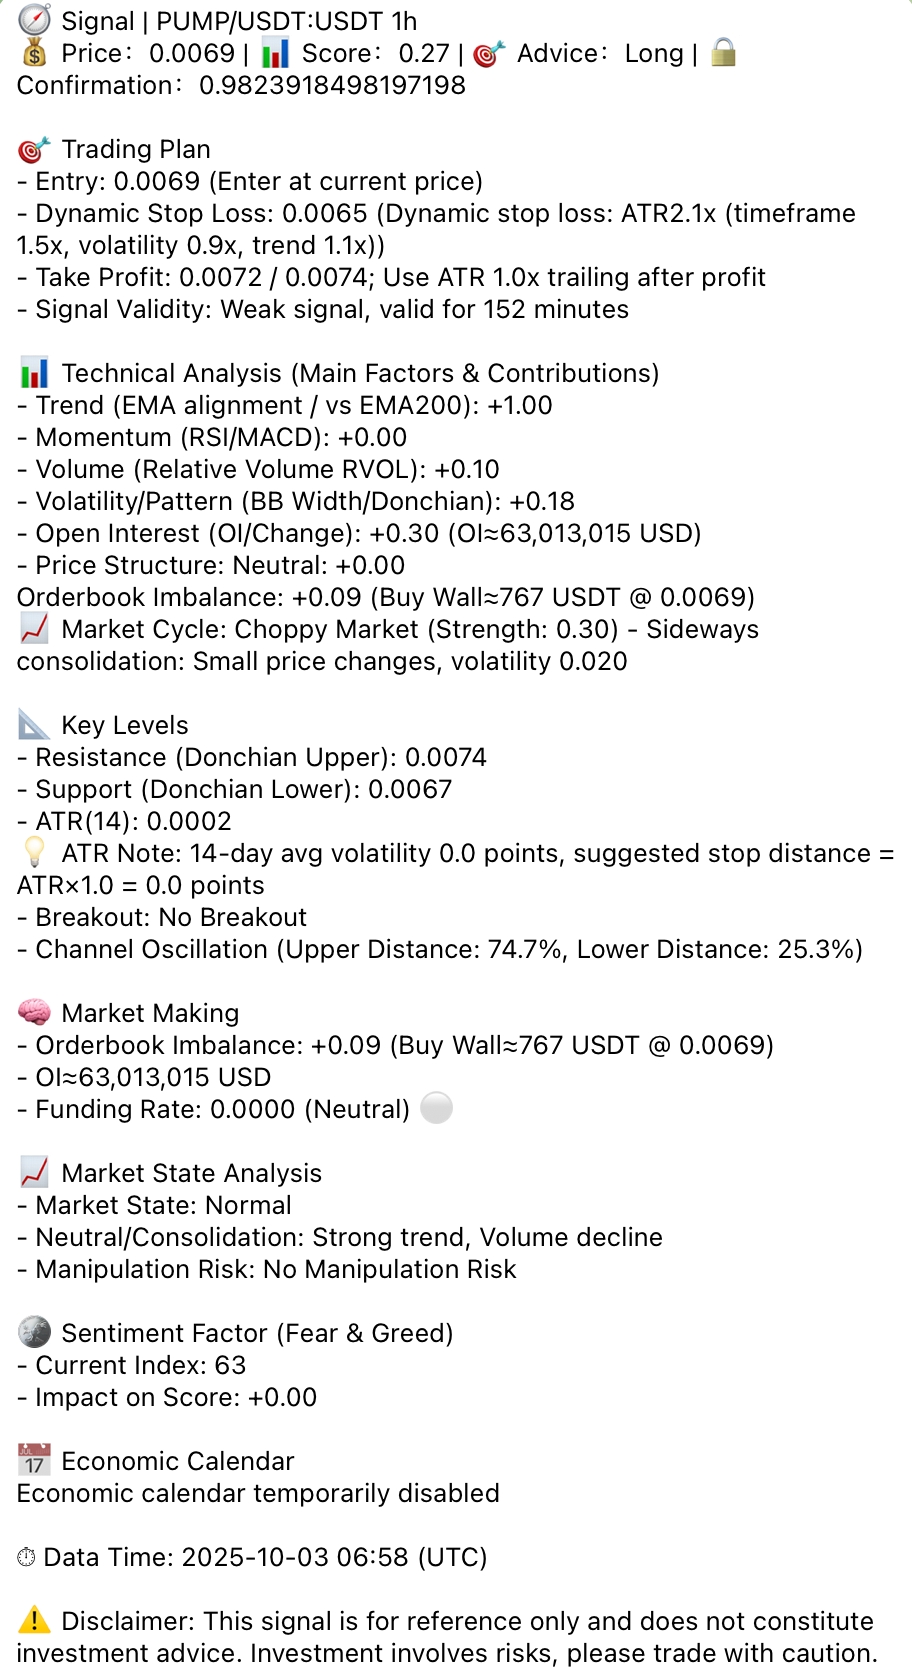 🧭 Signal | PUMP/USDT:USDT 1h
💰 Price：0.0069 | 📊 Score：0.27 | 🎯 Advice：Long | 🔒
Confirmation：0.9823918498197198
🎯 Trading Plan
- Entry: 0.0069 (Enter at current price)
- Dynamic Stop Loss: 0.0065 (Dynamic stop loss: ATR2.1x (timeframe
1.5x, volatility 0.9x, trend 1.1x))
- Take Profit: 0.0072 / 0.0074; Use ATR 1.0x trailing after profit
- Signal Validity: Weak signal, valid for 152 minutes
📊 Technical Analysis (Main Factors & Contributions)
- Trend (EMA alignment / vs EMA200): +1.00
- Momentum (RSI/MACD): +0.00
- Volume (Relative Volume RVOL): +0.10
- Volatility/Pattern (BB Width/Donchian): +0.18
- Open Interest (OI/Change): +0.30 (OI≈63,013,015 USD)
- Price Structure: Neutral: +0.00
Orderbook Imbalance: +0.09 (Buy Wall≈767 USDT @ 0.0069)
📈 Market Cycle: Choppy Market (Strength: 0.30) - Sideways
consolidation: Small price changes, volatility 0.020
📐 Key Levels
- Resistance (Donchian Upper): 0.0074
- Support (Donchian Lower): 0.0067
- ATR(14): 0.0002
💡 ATR Note: 14-day avg volatility 0.0 points, suggested stop distance =
ATR×1.0 = 0.0 points
- Breakout: No Breakout
- Channel Oscillation (Upper Distance: 74.7%, Lower Distance: 25.3%)
🧠 Market Making
- Orderbook Imbalance: +0.09 (Buy Wall≈767 USDT @ 0.0069)
- OI≈63,013,015 USD
- Funding Rate: 0.0000 (Neutral) ⚪
📈 Market State Analysis
- Market State: Normal
- Neutral/Consolidation: Strong trend, Volume decline
- Manipulation Risk: No Manipulation Risk
🌚 Sentiment Factor (Fear & Greed)
- Current Index: 63
- Impact on Score: +0.00
📅 Economic Calendar
Economic calendar temporarily disabled
⏱ Data Time: 2025-10-03 06:58 (UTC)
⚠️ Disclaimer: This signal is for reference only and does not constitute
investment advice. Investment involves risks, please trade with caution.